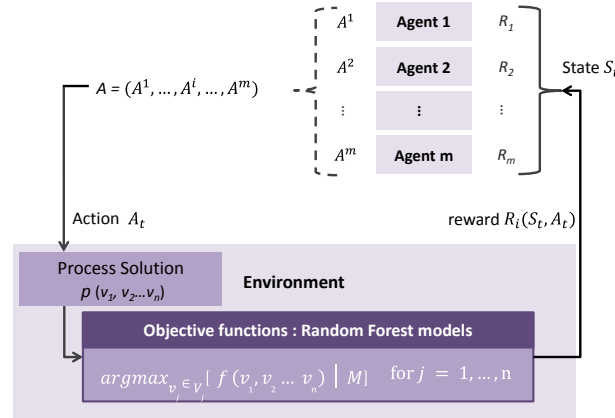 A¹ Agent 1 R₁
A² Agent 2 R₂
State Sₜ
A = (A¹, …, Aⁱ, …, Aᵐ)
⋮ ⋮ ⋮
Aᵐ Agent m Rₘ
Action Aₜ
reward Rᵢ(Sₜ, Aₜ)
Process Solution
p (v₁, v₂…vₙ)
Environment
Objective functions : Random Forest models
argmax_{vⱼ ∈ Vⱼ}[ f (v₁, v₂ … vₙ) | M] for j = 1, …, n